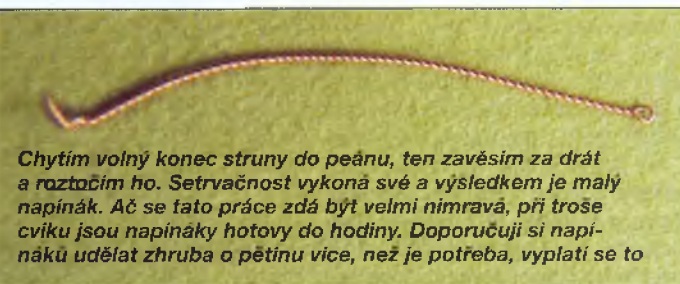 Chytím volný konec struny do peánu, ten zavěsím za drát
a roztočím ho. Setrvačnost vykoná své a výsledkem je malý
napínák. Ač se tato práce zdá být velmi nimravá, při troše
cviku jsou napínáky hotovy do hodiny. Doporučuji si napí-
náků udělat zhruba o pětinu více, než je potřeba, vyplatí se to